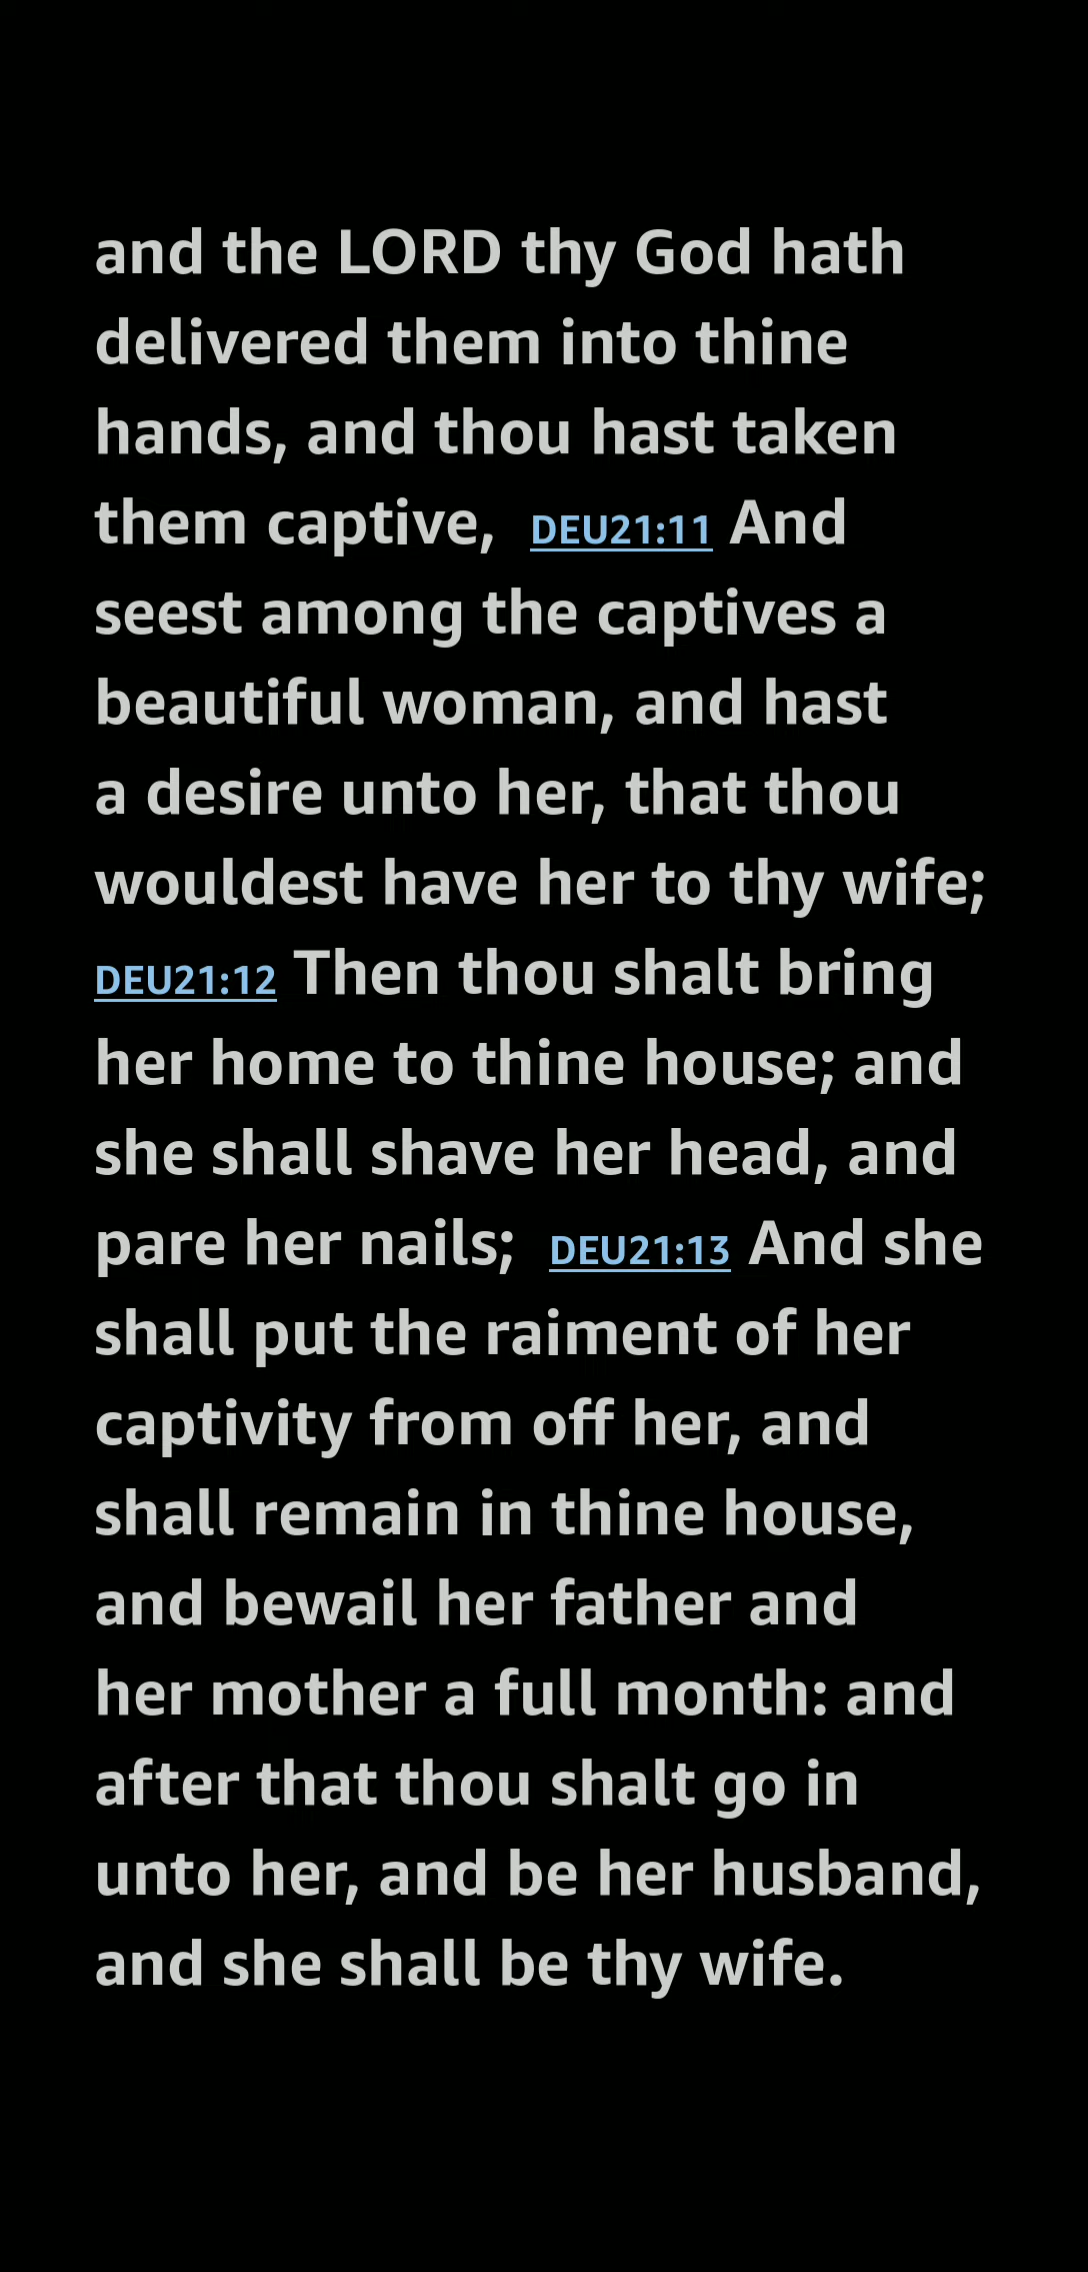 and the LORD thy God hath
delivered them into thine
hands, and thou hast taken
them captive, DEU21:11 And
seest among the captives a
beautiful woman, and hast
a desire unto her, that thou
wouldest have her to thy wife;
DEU21:12 Then thou shalt bring
her home to thine house; and
she shall shave her head, and
pare her nails; DEU21:13 And she
shall put the raiment of her
captivity from off her, and
shall remain in thine house,
and bewail her father and
her mother a full month: and
after that thou shalt go in
unto her, and be her husband,
and she shall be thy wife.